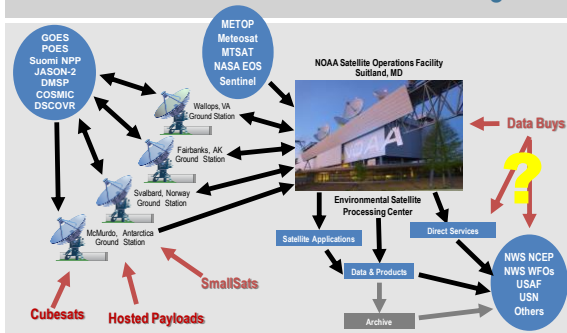 GOES
POES
Suomi NPP
JASON-2
DMSP
COSMIC
DSCOVR
METOP
Meteosat
MTSAT
NASA EOS
Sentinel
NOAA Satellite Operations Facility
Suitland, MD
Wallops, VA
Ground Station
Fairbanks, AK
Ground Station
Svalbard, Norway
Ground Station
McMurdo, Antarctica
Ground Station
NOAA
Data Buys
?
Environmental Satellite
Processing Center
Satellite Applications
Direct Services
Data & Products
Archive
NWS NCEP
NWS WFOs
USAF
USN
Others
SmallSats
Cubesats
Hosted Payloads